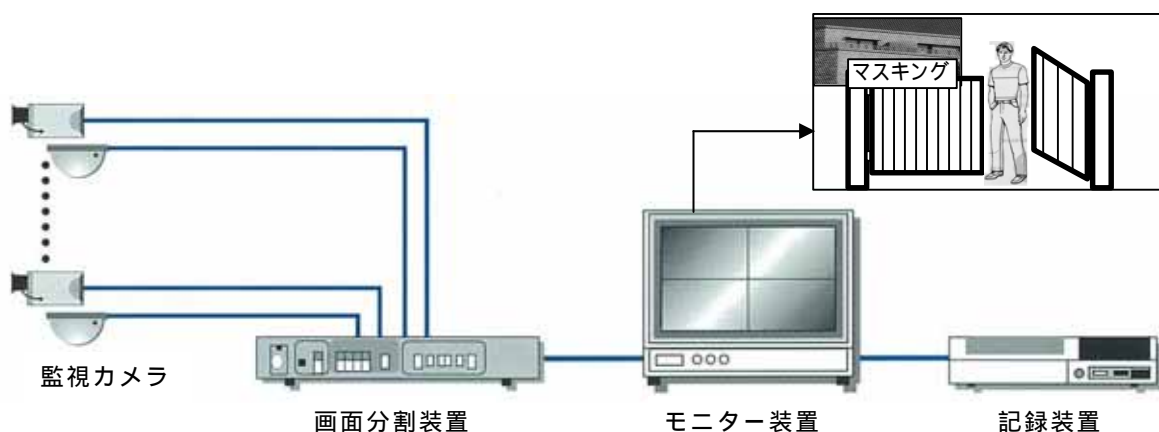 マスキング
監視カメラ
画面分割装置
モニター装置
記録装置